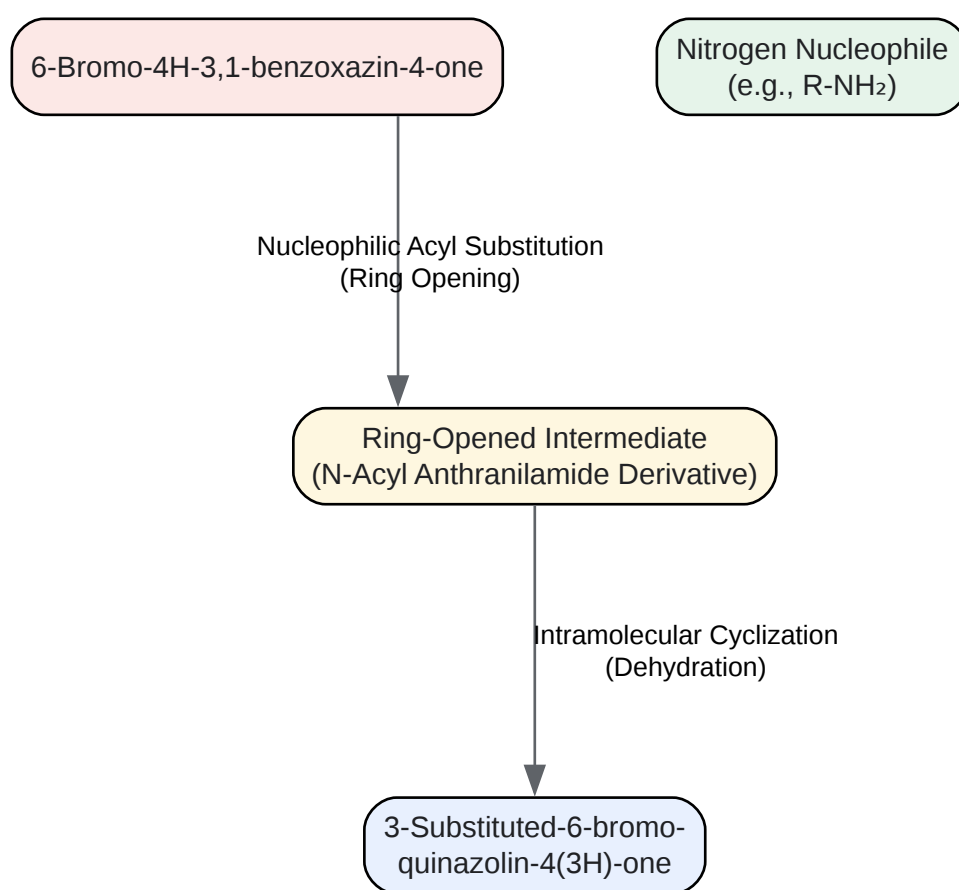 6-Bromo-4H-3,1-benzoxazin-4-one
Nitrogen Nucleophile
(e.g., R-NH₂)
Nucleophilic Acyl Substitution
(Ring Opening)
Ring-Opened Intermediate
(N-Acyl Anthranilamide Derivative)
Intramolecular Cyclization
(Dehydration)
3-Substituted-6-bromo-
quinazolin-4(3H)-one